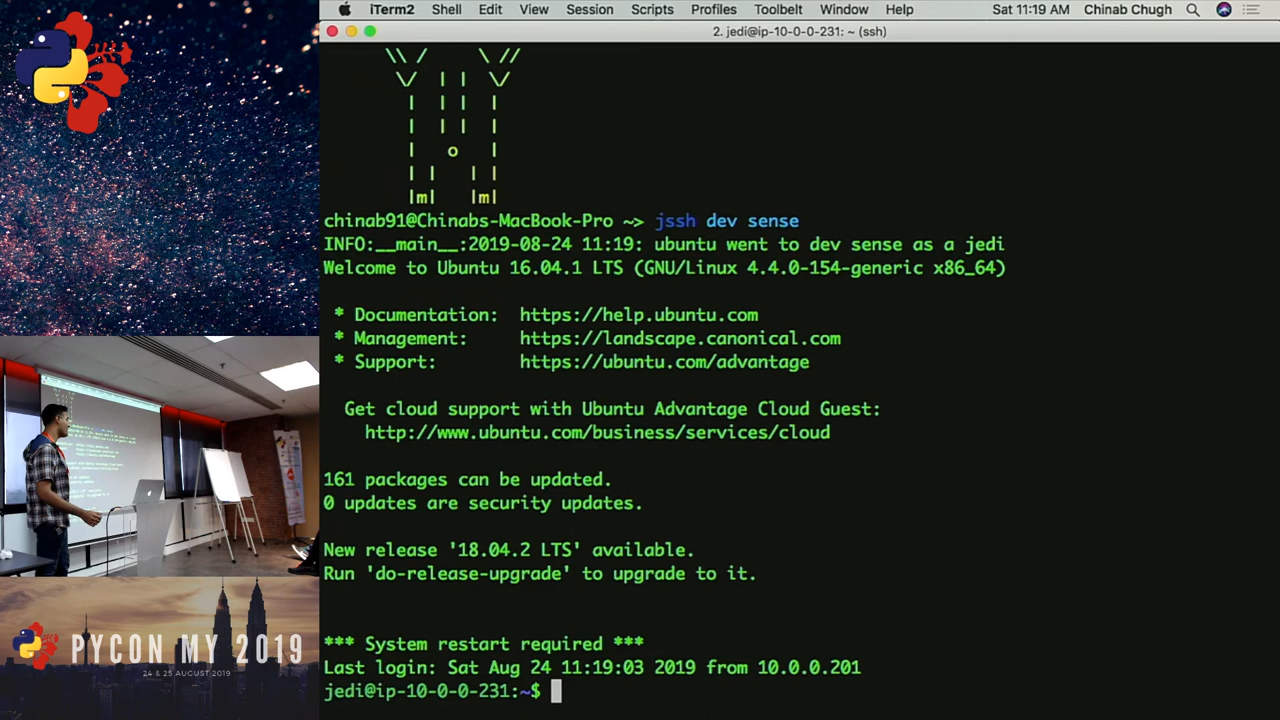 iTerm2 Shell Edit View Session Scripts Profiles Toolbelt Window Help Sat 11:19 AM Chinab Chugh
2. jedi@ip-10-0-0-231: ~ (ssh)
\\ / \ //
\/ | | \/
| | | |
| | | |
| o |
| | | |
|m| |m|
chinab91@Chinabs-MacBook-Pro ~> jssh dev sense
INFO:__main__:2019-08-24 11:19: ubuntu went to dev sense as a jedi
Welcome to Ubuntu 16.04.1 LTS (GNU/Linux 4.4.0-154-generic x86_64)
* Documentation: https://help.ubuntu.com
* Management: https://landscape.canonical.com
* Support: https://ubuntu.com/advantage
Get cloud support with Ubuntu Advantage Cloud Guest:
http://www.ubuntu.com/business/services/cloud
161 packages can be updated.
0 updates are security updates.
New release '18.04.2 LTS' available.
Run 'do-release-upgrade' to upgrade to it.
*** System restart required ***
Last login: Sat Aug 24 11:19:03 2019 from 10.0.0.201
jedi@ip-10-0-0-231:~$
PYCON MY 2019
24 & 25 AUGUST 2019